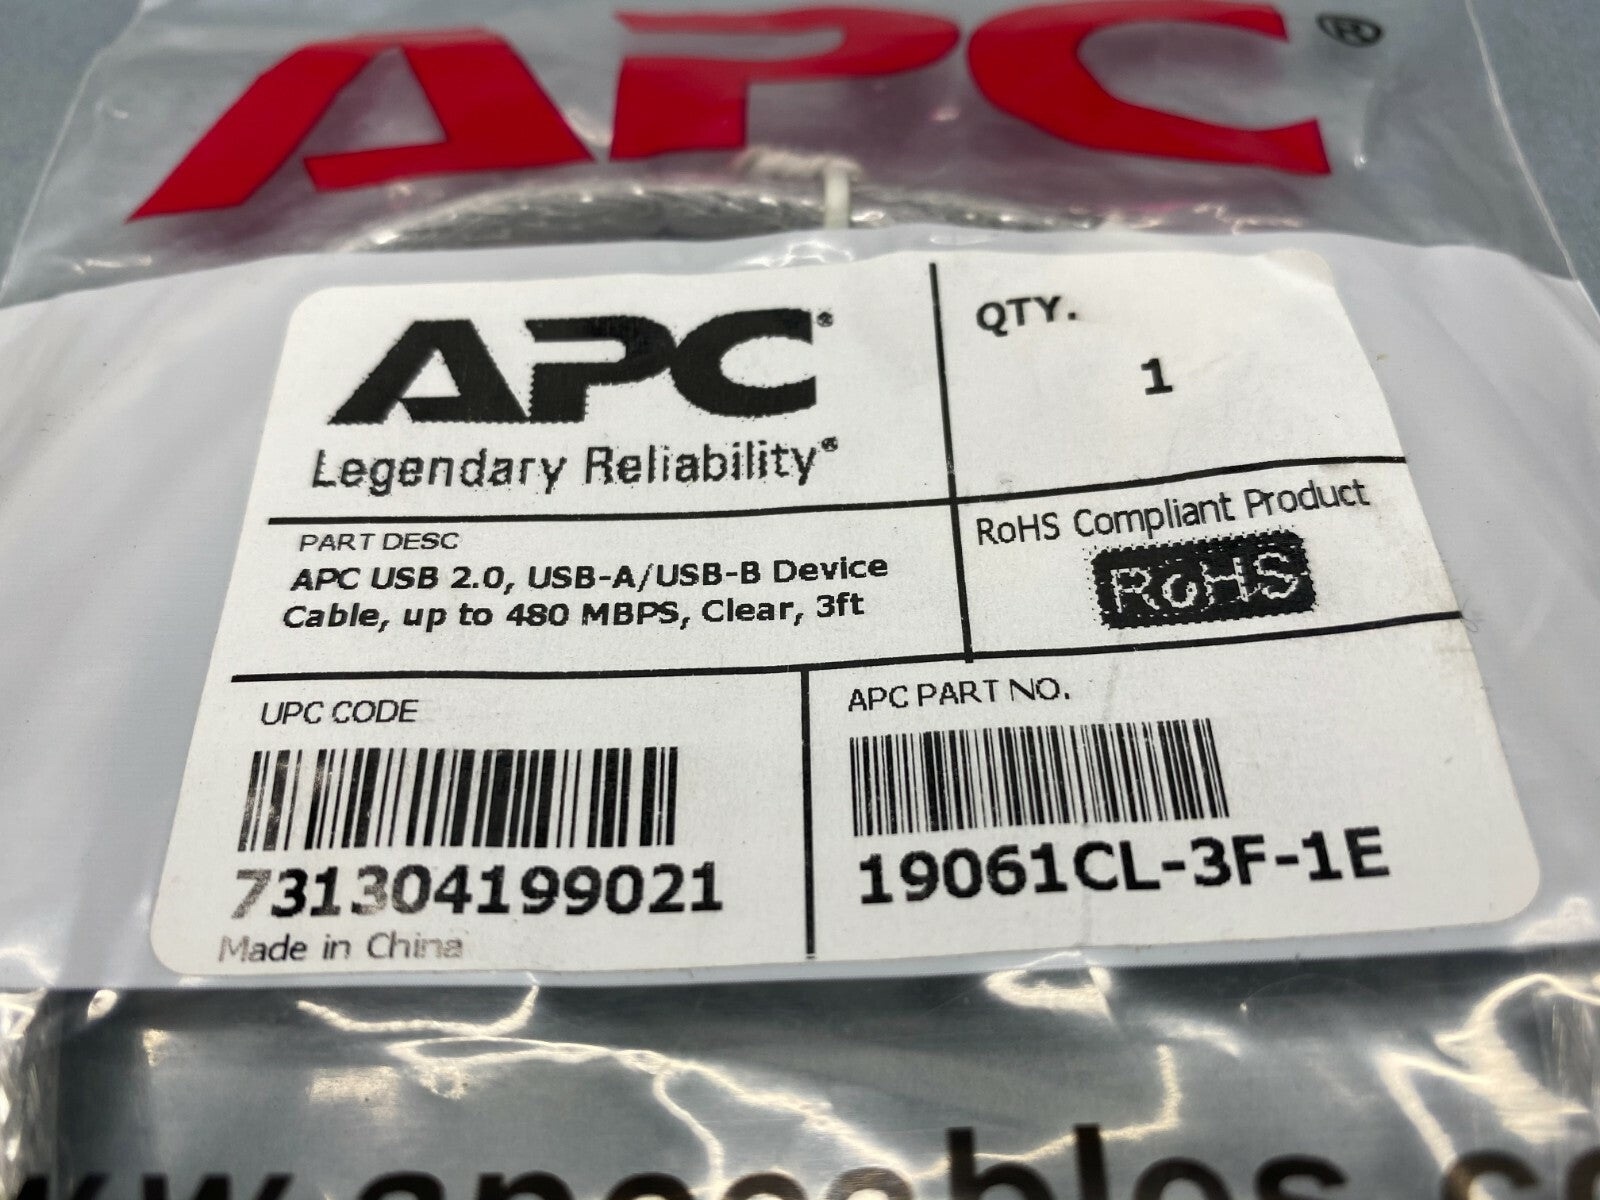 APC®
APC®
Legendary Reliability®
QTY.
1
PART DESC
APC USB 2.0, USB-A/USB-B Device
Cable, up to 480 MBPS, Clear, 3ft
RoHS Compliant Product
RoHS
UPC CODE
731304199021
Made in China
APC PART NO.
19061CL-3F-1E